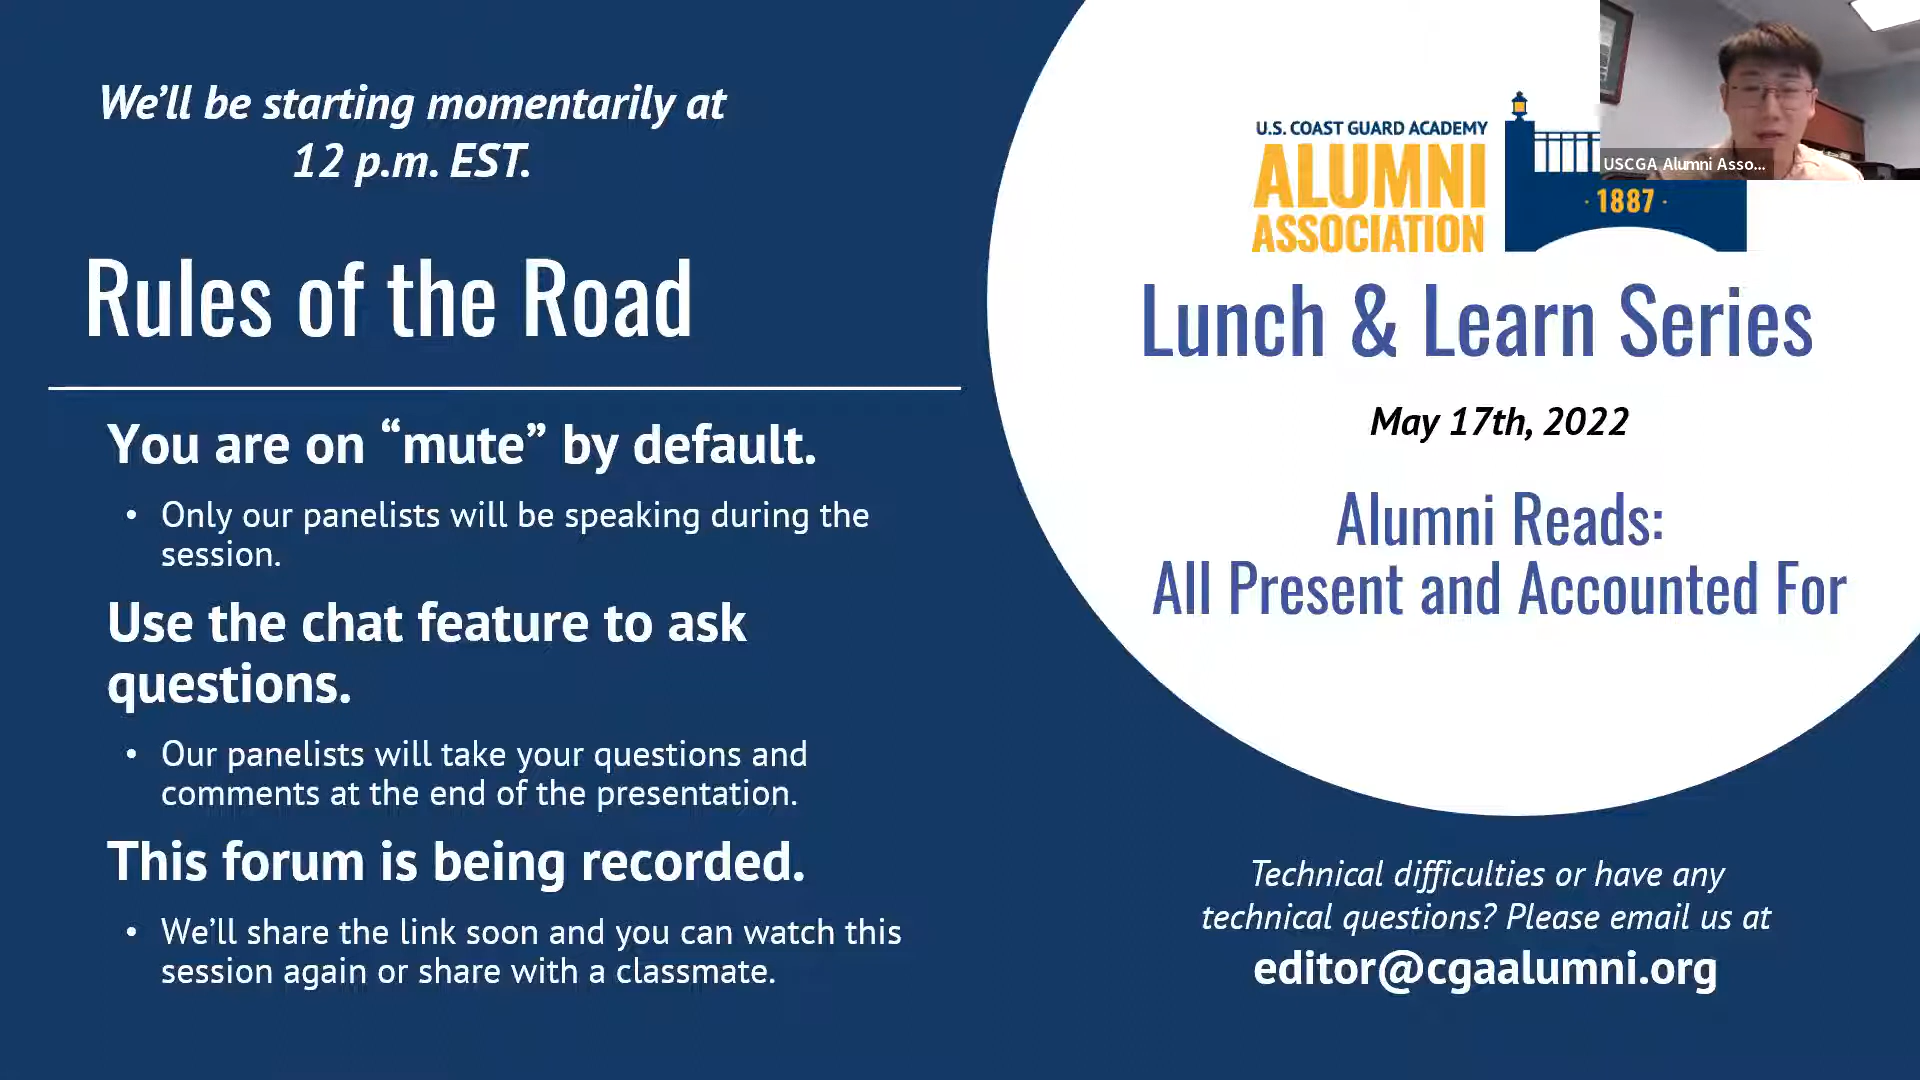 We’ll be starting momentarily at
12 p.m. EST.
Rules of the Road
You are on “mute” by default.
• Only our panelists will be speaking during the
session.
Use the chat feature to ask
questions.
• Our panelists will take your questions and
comments at the end of the presentation.
This forum is being recorded.
• We’ll share the link soon and you can watch this
session again or share with a classmate.
U.S. COAST GUARD ACADEMY
ALUMNI
ASSOCIATION
· 1887 ·
USCGA Alumni Asso...
Lunch & Learn Series
May 17th, 2022
Alumni Reads:
All Present and Accounted For
Technical difficulties or have any
technical questions? Please email us at
editor@cgaalumni.org